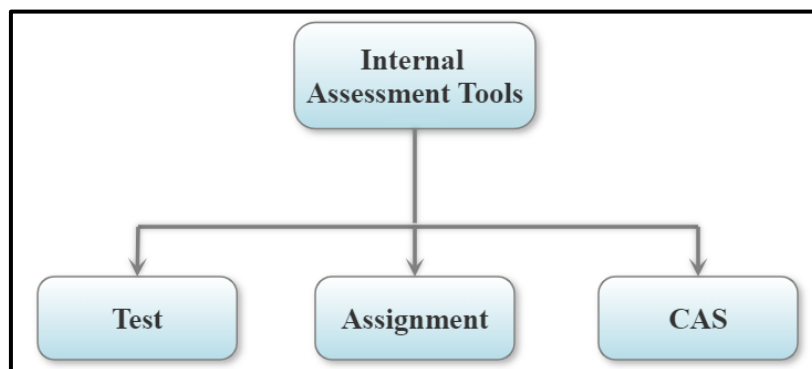 Internal
Assessment Tools
Test
Assignment
CAS